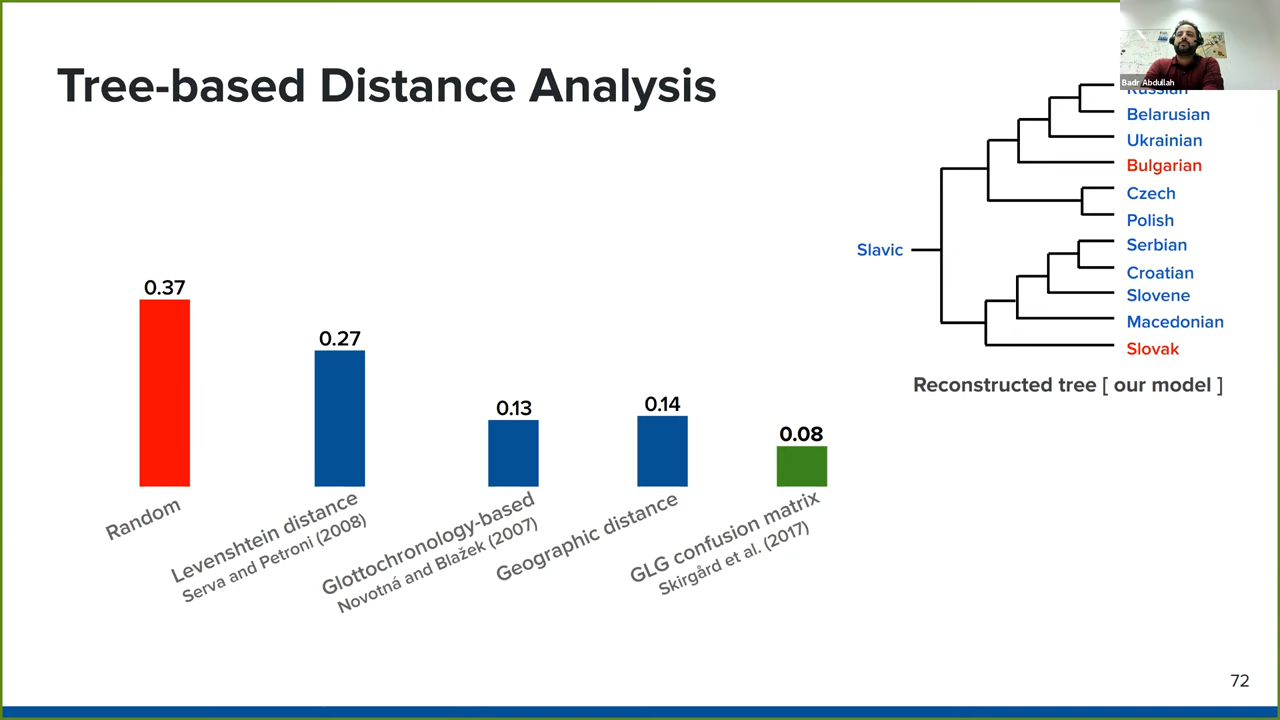 Tree-based Distance Analysis
Badr Abdullah
Russian
Belarusian
Ukrainian
Bulgarian
Czech
Polish
Serbian
Croatian
Slovene
Macedonian
Slovak
Slavic
Reconstructed tree [ our model ]
0.37
0.27
0.13
0.14
0.08
Random
Levenshtein distance
Serva and Petroni (2008)
Glottochronology-based
Novotná and Blažek (2007)
Geographic distance
GLG confusion matrix
Skirgård et al. (2017)
72